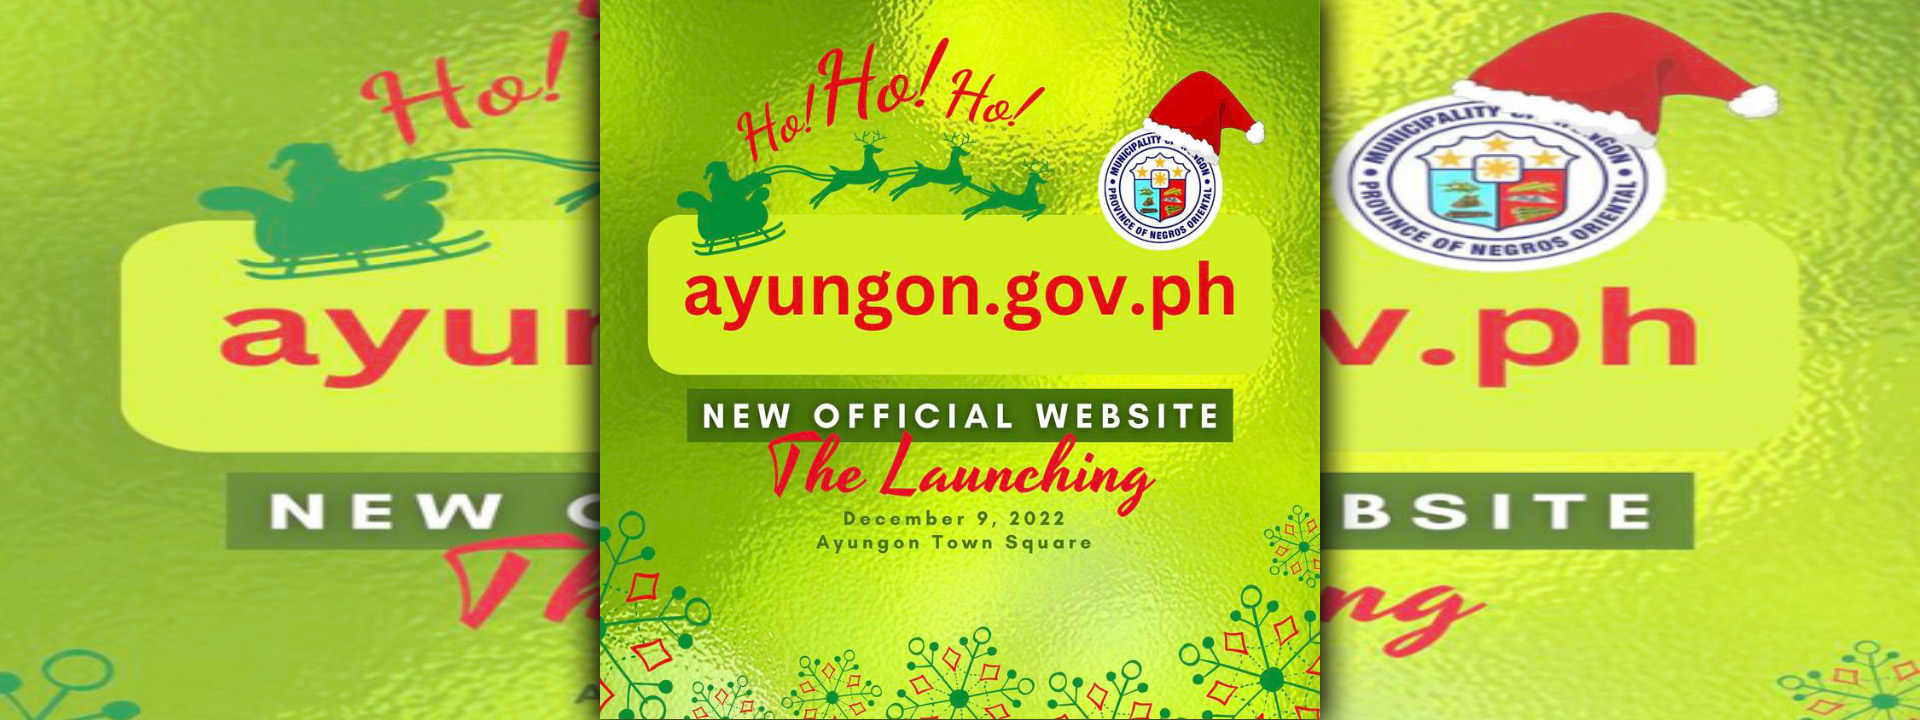 Ho! Ho! Ho!
MUNICIPALITY OF
PROVINCE OF NEGROS ORIENTAL
ayungon.gov.ph
NEW OFFICIAL WEBSITE
The Launching
December 9, 2022
Ayungon Town Square